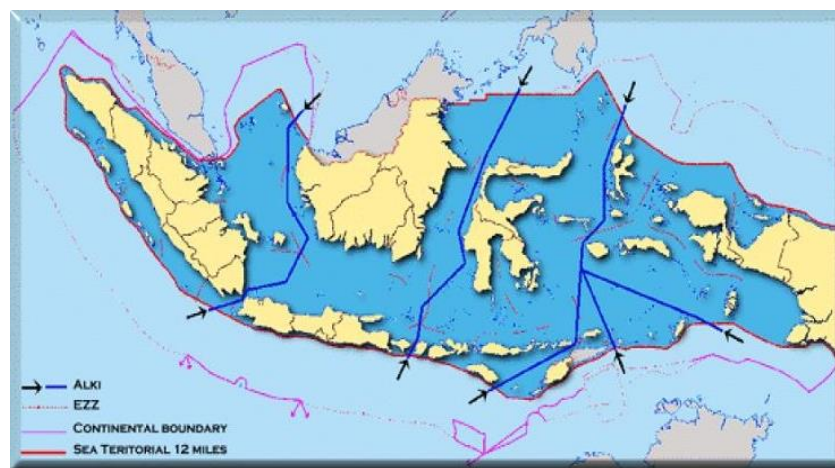 ALKI
EZZ
CONTINENTAL BOUNDARY
SEA TERITORIAL 12 MILES